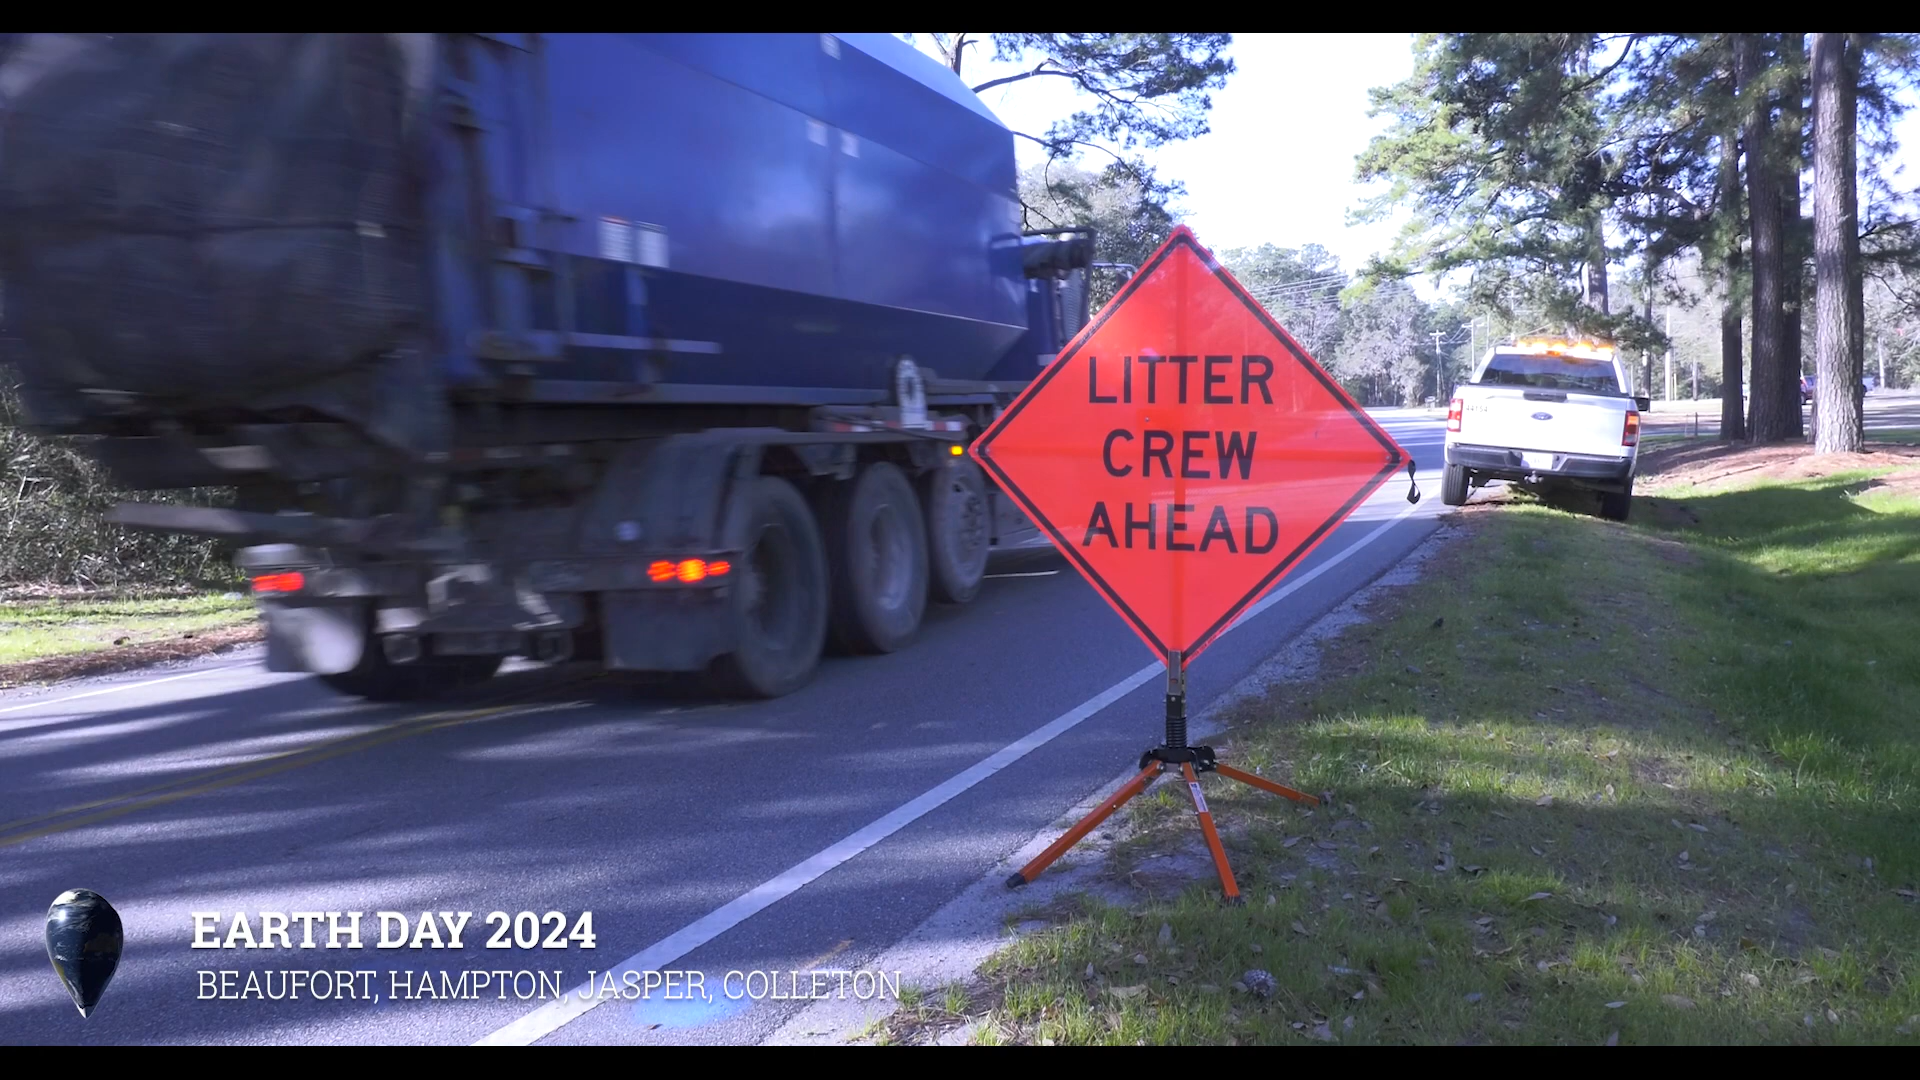 LITTER
CREW
AHEAD
EARTH DAY 2024
BEAUFORT, HAMPTON, JASPER, COLLETON